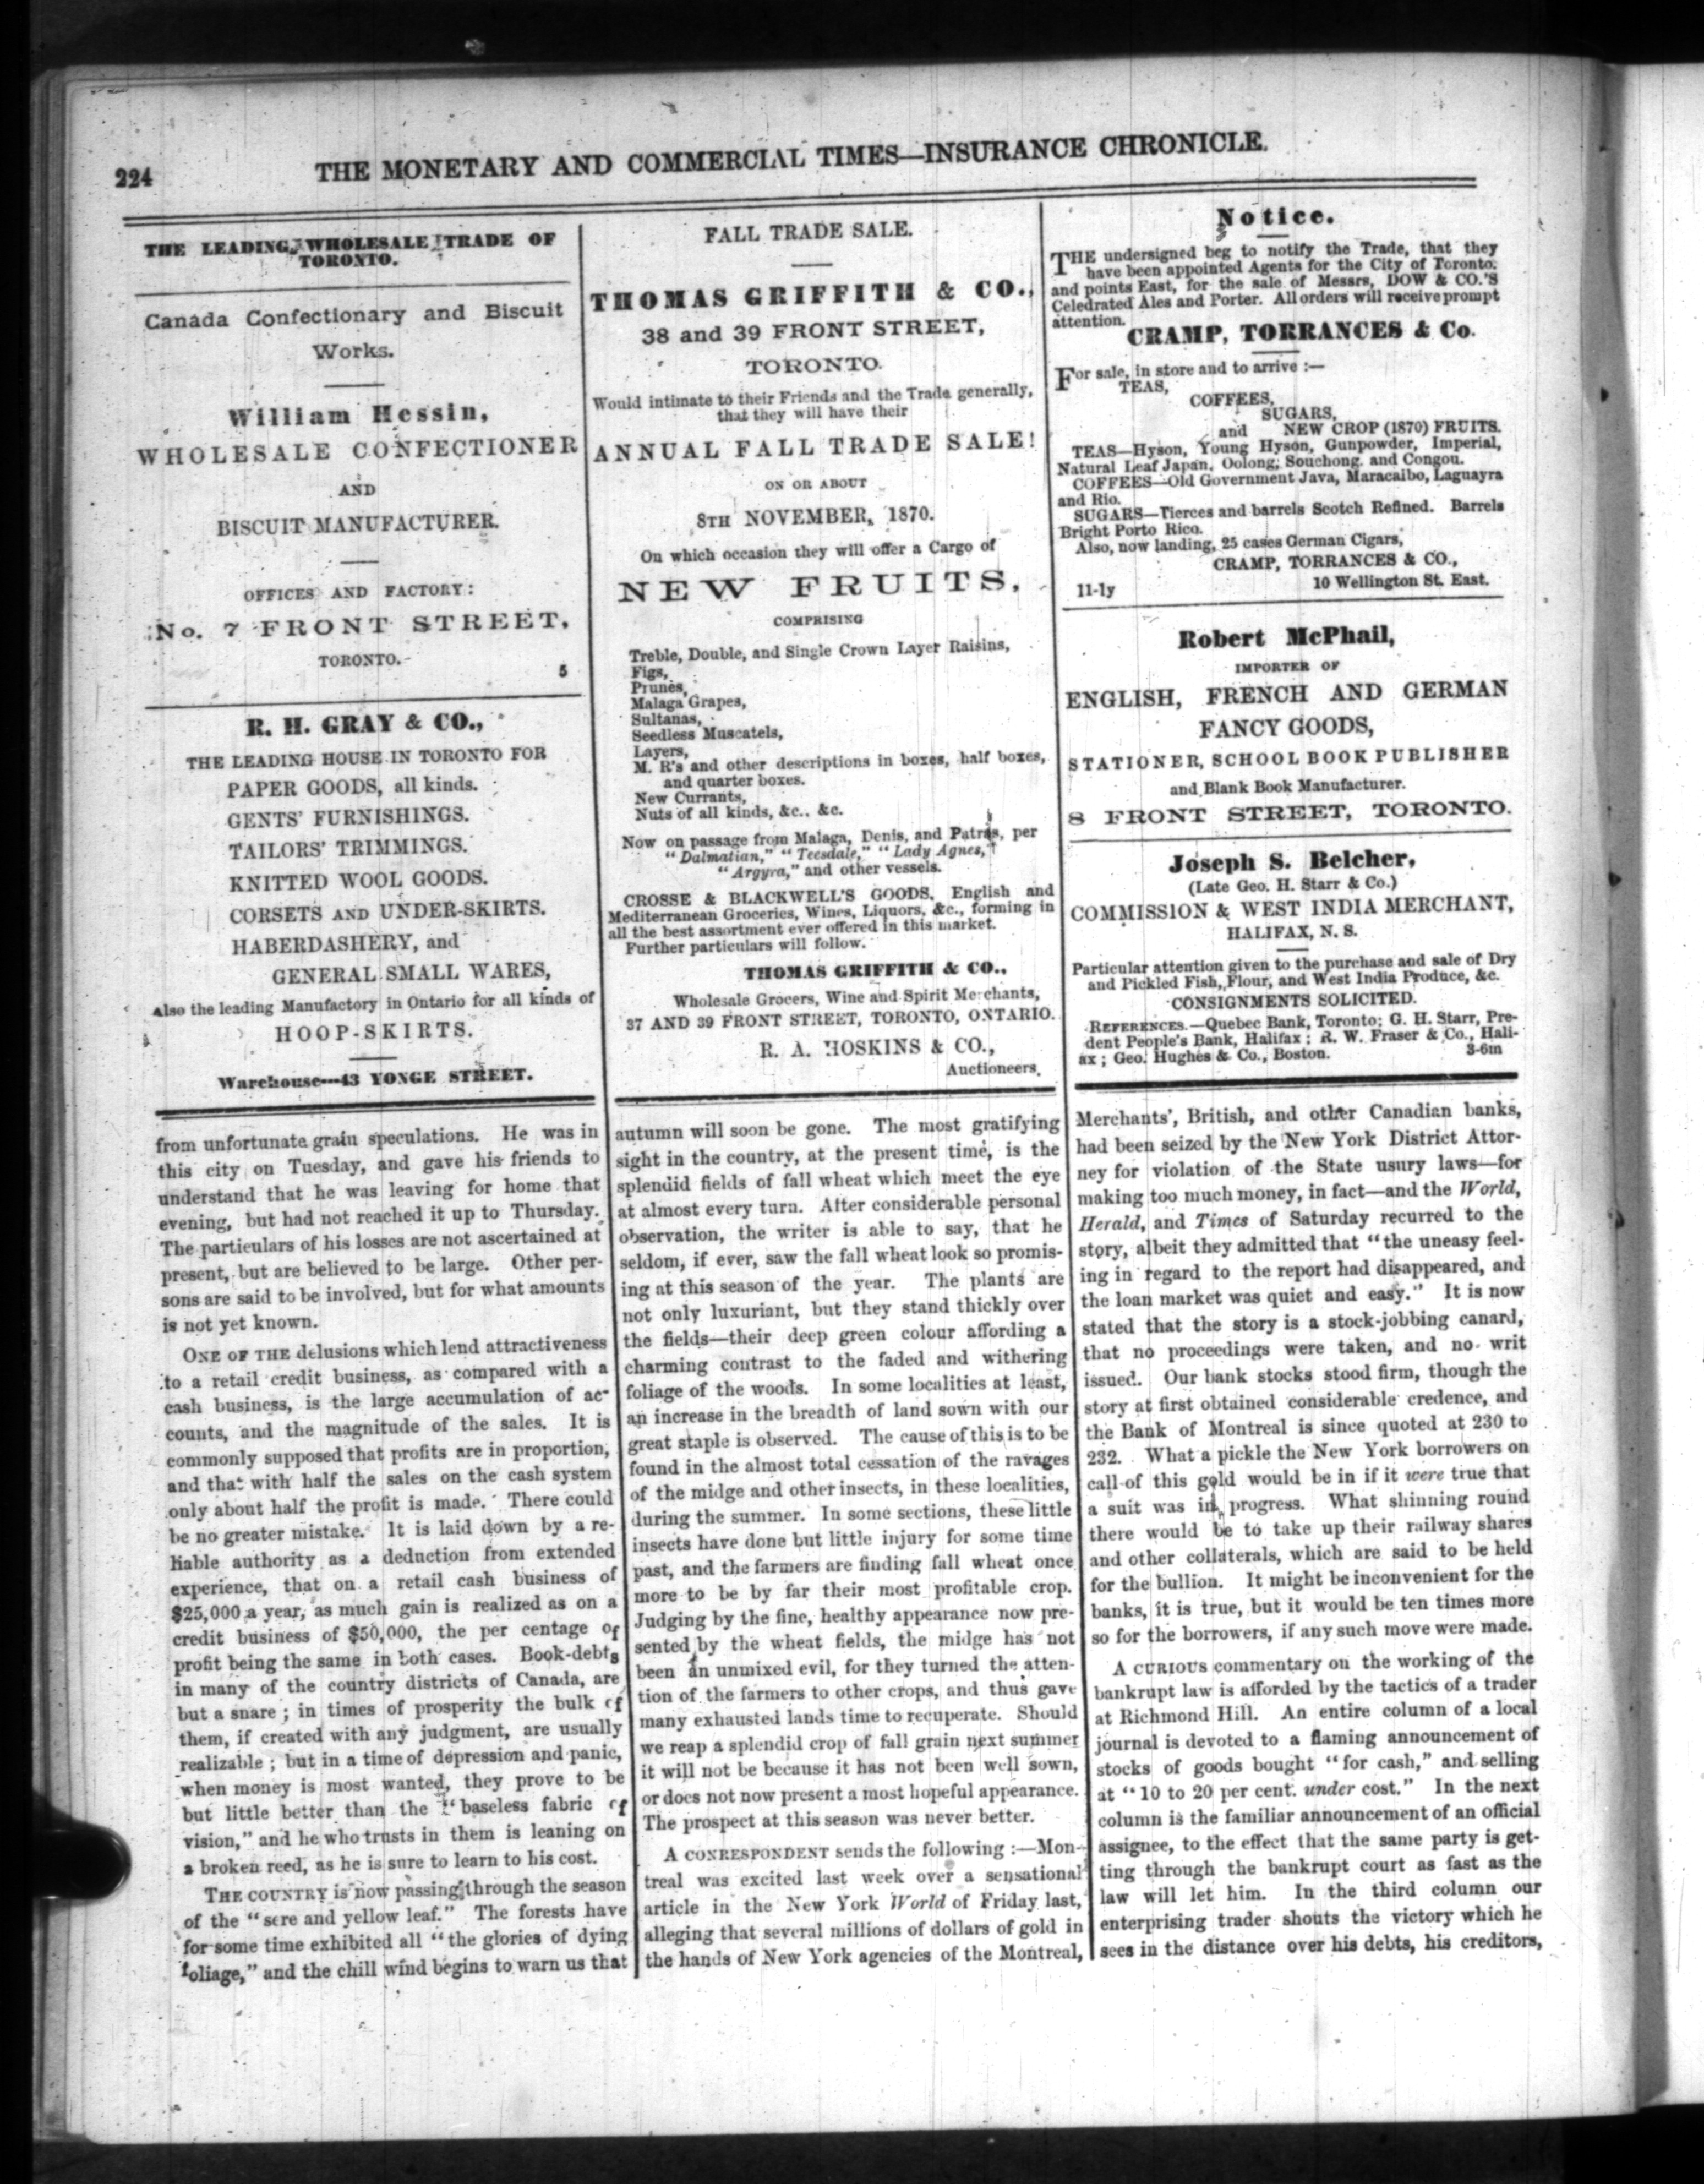 224
THE MONETARY AND COMMERCIAL TIMES—INSURANCE CHRONICLE.
THE LEADING WHOLESALE TRADE OF
TORONTO.
Canada Confectionary and Biscuit
Works.
William Hessin,
WHOLESALE CONFECTIONER
AND
BISCUIT MANUFACTURER.
OFFICES AND FACTORY:
No. 7 FRONT STREET,
TORONTO.
5
R. H. GRAY & CO.,
THE LEADING HOUSE IN TORONTO FOR
PAPER GOODS, all kinds.
GENTS' FURNISHINGS.
TAILORS' TRIMMINGS.
KNITTED WOOL GOODS.
CORSETS AND UNDER-SKIRTS.
HABERDASHERY, and
GENERAL SMALL WARES,
Also the leading Manufactory in Ontario for all kinds of
HOOP-SKIRTS.
Warehouse---43 YONGE STREET.
FALL TRADE SALE.
THOMAS GRIFFITH & CO.,
38 and 39 FRONT STREET,
TORONTO.
Would intimate to their Friends and the Trade generally,
that they will have their
ANNUAL FALL TRADE SALE!
ON OR ABOUT
8TH NOVEMBER, 1870.
On which occasion they will offer a Cargo of
NEW FRUITS,
COMPRISING
Treble, Double, and Single Crown Layer Raisins,
Figs,
Prunes,
Malaga Grapes,
Sultanas,
Seedless Muscatels,
Layers,
M. R's and other descriptions in boxes, half boxes,
and quarter boxes.
New Currants,
Nuts of all kinds, &c., &c.
Now on passage from Malaga, Denis, and Patras, per
"Dalmatian," "Teesdale," "Lady Agnes,"
"Argyra," and other vessels.
CROSSE & BLACKWELL'S GOODS, English and
Mediterranean Groceries, Wines, Liquors, &c., forming in
all the best assortment ever offered in this market.
Further particulars will follow.
THOMAS GRIFFITH & CO.,
Wholesale Grocers, Wine and Spirit Merchants,
37 AND 39 FRONT STREET, TORONTO, ONTARIO.
R. A. HOSKINS & CO.,
Auctioneers.
Notice.
THE undersigned beg to notify the Trade, that they
have been appointed Agents for the City of Toronto.
and points East, for the sale of Messrs, DOW & CO.'S
Celedrated Ales and Porter. All orders will receive prompt
attention.
CRAMP, TORRANCES & Co.
For sale, in store and to arrive :—
TEAS,
COFFEES,
SUGARS,
and NEW CROP (1870) FRUITS.
TEAS—Hyson, Young Hyson, Gunpowder, Imperial,
Natural Leaf Japan, Oolong, Souchong. and Congou.
COFFEES—Old Government Java, Maracaibo, Laguayra
and Rio.
SUGARS—Tierces and barrels Scotch Refined. Barrels
Bright Porto Rico.
Also, now landing, 25 cases German Cigars,
CRAMP, TORRANCES & CO.,
11-1y 10 Wellington St. East.
Robert McPhail,
IMPORTER OF
ENGLISH, FRENCH AND GERMAN
FANCY GOODS,
STATIONER, SCHOOL BOOK PUBLISHER
and Blank Book Manufacturer.
8 FRONT STREET, TORONTO.
Joseph S. Belcher,
(Late Geo. H. Starr & Co.)
COMMISSION & WEST INDIA MERCHANT,
HALIFAX, N. S.
Particular attention given to the purchase and sale of Dry
and Pickled Fish, Flour, and West India Produce, &c.
CONSIGNMENTS SOLICITED.
REFERENCES.—Quebec Bank, Toronto; G. H. Starr, Pre-
dent People's Bank, Halifax; R. W. Fraser & Co., Hali-
ax; Geo. Hughes & Co., Boston. 3-6m
from unfortunate grain speculations. He was in
this city on Tuesday, and gave his friends to
understand that he was leaving for home that
evening, but had not reached it up to Thursday.
The particulars of his losses are not ascertained at
present, but are believed to be large. Other per-
sons are said to be involved, but for what amounts
is not yet known.
ONE OF THE delusions which lend attractiveness
to a retail credit business, as compared with a
cash business, is the large accumulation of ac-
counts, and the magnitude of the sales. It is
commonly supposed that profits are in proportion,
and that with half the sales on the cash system
only about half the profit is made. There could
be no greater mistake. It is laid down by a re-
liable authority as a deduction from extended
experience, that on a retail cash business of
$25,000 a year, as much gain is realized as on a
credit business of $50,000, the per centage of
profit being the same in both cases. Book-debts
in many of the country districts of Canada, are
but a snare; in times of prosperity the bulk of
them, if created with any judgment, are usually
realizable; but in a time of depression and panic,
when money is most wanted, they prove to be
but little better than the "baseless fabric of
vision," and he who trusts in them is leaning on
a broken reed, as he is sure to learn to his cost.
THE COUNTRY is now passing through the season
of the "sere and yellow leaf." The forests have
for some time exhibited all "the glories of dying
foliage," and the chill wind begins to warn us that
autumn will soon be gone. The most gratifying
sight in the country, at the present time, is the
splendid fields of fall wheat which meet the eye
at almost every turn. After considerable personal
observation, the writer is able to say, that he
seldom, if ever, saw the fall wheat look so promis-
ing at this season of the year. The plants are
not only luxuriant, but they stand thickly over
the fields—their deep green colour affording a
charming contrast to the faded and withering
foliage of the woods. In some localities at least,
an increase in the breadth of land sown with our
great staple is observed. The cause of this is to be
found in the almost total cessation of the ravages
of the midge and other insects, in these localities,
during the summer. In some sections, these little
insects have done but little injury for some time
past, and the farmers are finding fall wheat once
more to be by far their most profitable crop.
Judging by the fine, healthy appearance now pre-
sented by the wheat fields, the midge has not
been an unmixed evil, for they turned the atten-
tion of the farmers to other crops, and thus gave
many exhausted lands time to recuperate. Should
we reap a splendid crop of fall grain next summer
it will not be because it has not been well sown,
or does not now present a most hopeful appearance.
The prospect at this season was never better.
A CONRESPONDENT sends the following :—Mon-
treal was excited last week over a sensational
article in the New York World of Friday last,
alleging that several millions of dollars of gold in
the hands of New York agencies of the Montreal,
Merchants', British, and other Canadian banks,
had been seized by the New York District Attor-
ney for violation of the State usury laws—for
making too much money, in fact—and the World,
Herald, and Times of Saturday recurred to the
story, albeit they admitted that "the uneasy feel-
ing in regard to the report had disappeared, and
the loan market was quiet and easy." It is now
stated that the story is a stock-jobbing canard,
that no proceedings were taken, and no writ
issued. Our bank stocks stood firm, though the
story at first obtained considerable credence, and
the Bank of Montreal is since quoted at 230 to
232. What a pickle the New York borrowers on
call of this gold would be in if it were true that
a suit was in progress. What shinning round
there would be to take up their railway shares
and other collaterals, which are said to be held
for the bullion. It might be inconvenient for the
banks, it is true, but it would be ten times more
so for the borrowers, if any such move were made.
A CURIOUS commentary on the working of the
bankrupt law is afforded by the tactics of a trader
at Richmond Hill. An entire column of a local
journal is devoted to a flaming announcement of
stocks of goods bought "for cash," and selling
at "10 to 20 per cent. under cost." In the next
column is the familiar announcement of an official
assignee, to the effect that the same party is get-
ting through the bankrupt court as fast as the
law will let him. In the third column our
enterprising trader shouts the victory which he
sees in the distance over his debts, his creditors,